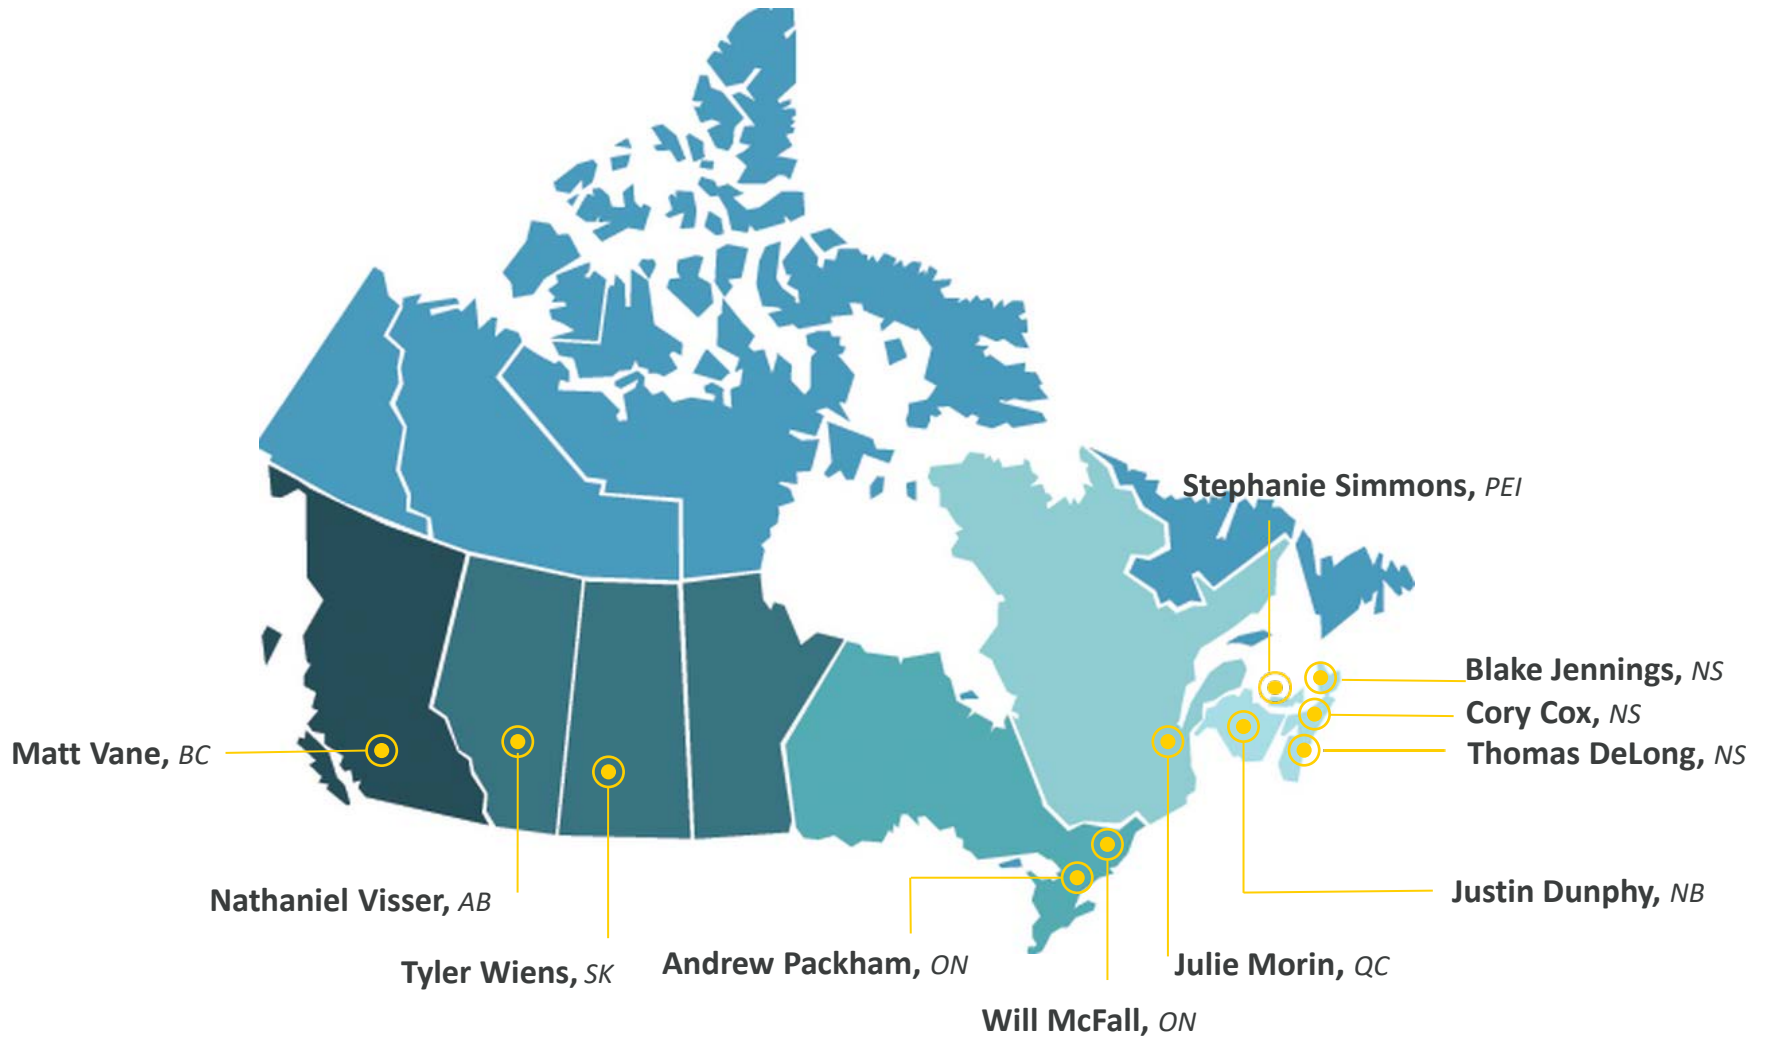 Stephanie Simmons, PEI
Blake Jennings, NS
Cory Cox, NS
Thomas DeLong, NS
Matt Vane, BC
Nathaniel Visser, AB
Justin Dunphy, NB
Tyler Wiens, SK
Andrew Packham, ON
Julie Morin, QC
Will McFall, ON